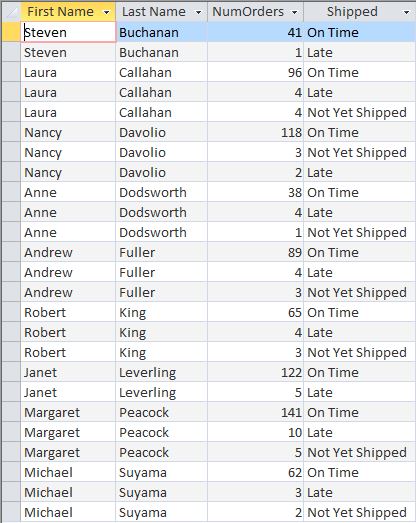 First Name Last Name NumOrders Shipped
Steven Buchanan 41 On Time
Steven Buchanan 1 Late
Laura Callahan 96 On Time
Laura Callahan 4 Late
Laura Callahan 4 Not Yet Shipped
Nancy Davolio 118 On Time
Nancy Davolio 3 Not Yet Shipped
Nancy Davolio 2 Late
Anne Dodsworth 38 On Time
Anne Dodsworth 4 Late
Anne Dodsworth 1 Not Yet Shipped
Andrew Fuller 89 On Time
Andrew Fuller 4 Late
Andrew Fuller 3 Not Yet Shipped
Robert King 65 On Time
Robert King 4 Late
Robert King 3 Not Yet Shipped
Janet Leverling 122 On Time
Janet Leverling 5 Late
Margaret Peacock 141 On Time
Margaret Peacock 10 Late
Margaret Peacock 5 Not Yet Shipped
Michael Suyama 62 On Time
Michael Suyama 3 Late
Michael Suyama 2 Not Yet Shipped